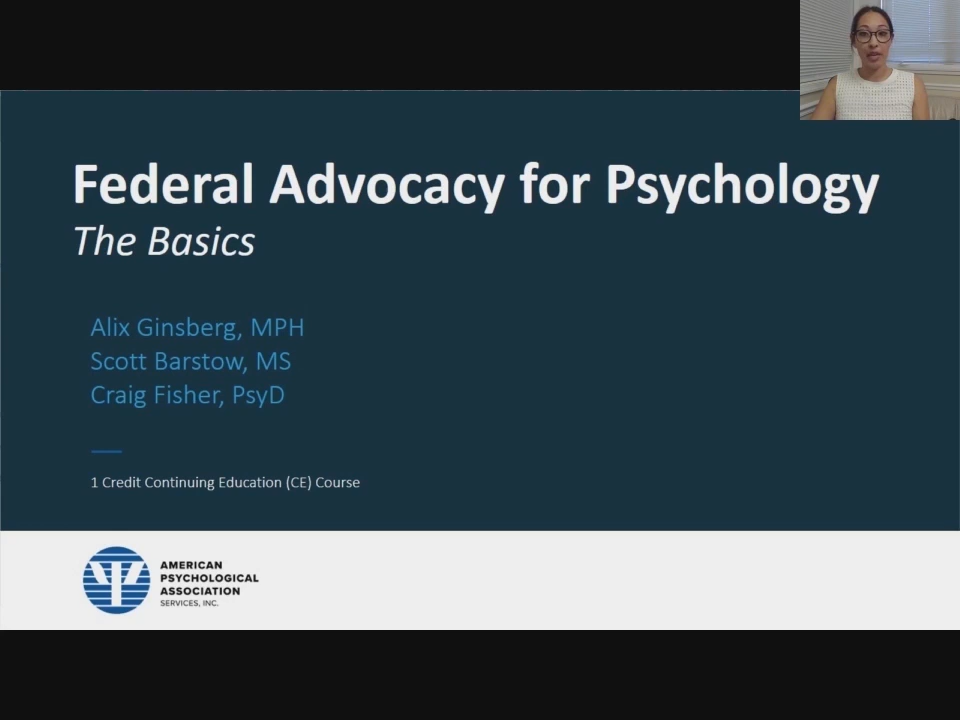 Federal Advocacy for Psychology
The Basics
Alix Ginsberg, MPH
Scott Barstow, MS
Craig Fisher, PsyD
1 Credit Continuing Education (CE) Course
AMERICAN
PSYCHOLOGICAL
ASSOCIATION
SERVICES, INC.